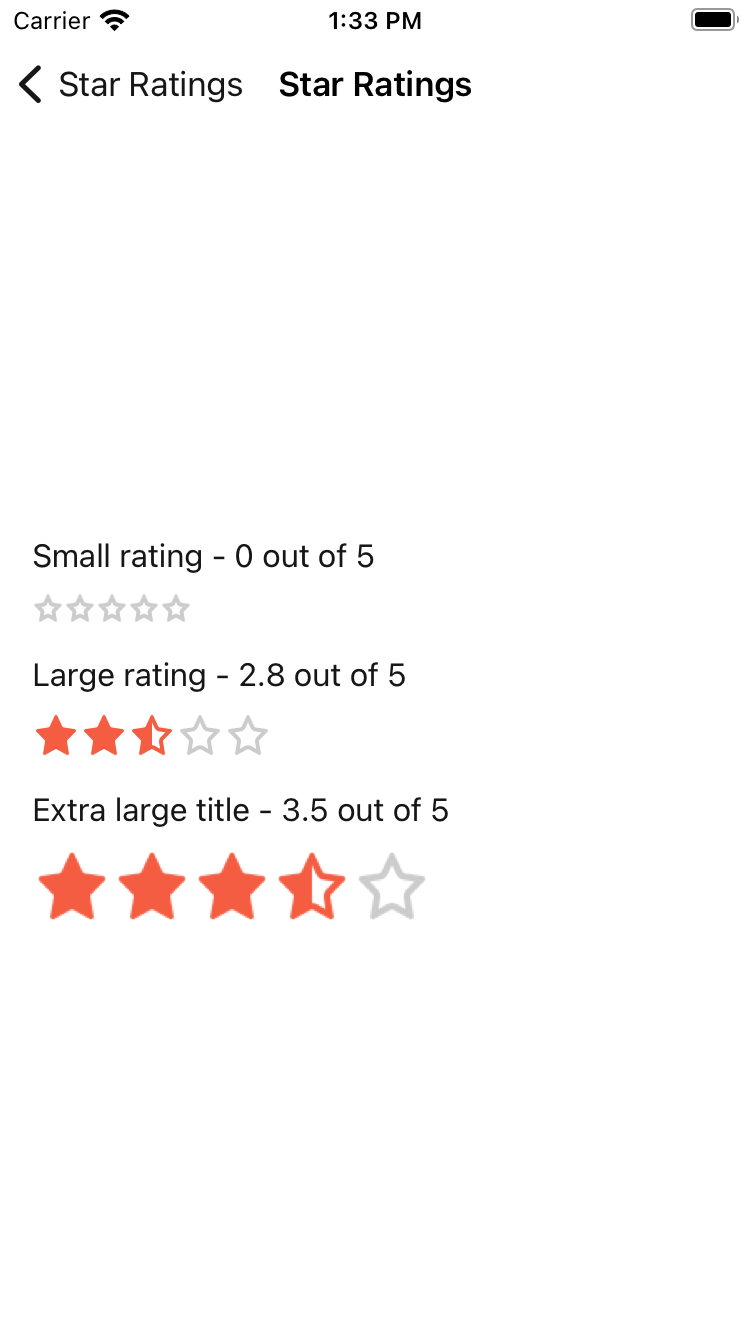 Carrier 1:33 PM
Star Ratings Star Ratings
Small rating - 0 out of 5
Large rating - 2.8 out of 5
Extra large title - 3.5 out of 5